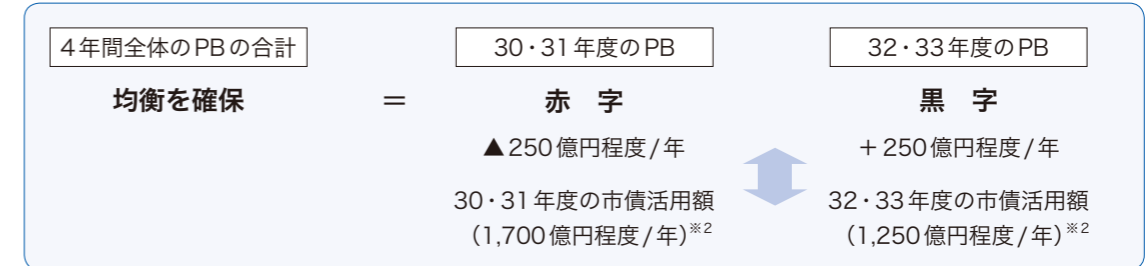 4年間全体のPBの合計
30・31年度のPB
32・33年度のPB
均衡を確保
＝
赤 字
黒 字
▲250億円程度/年
＋250億円程度/年
30・31年度の市債活用額
（1,700億円程度/年）※2
32・33年度の市債活用額
（1,250億円程度/年）※2